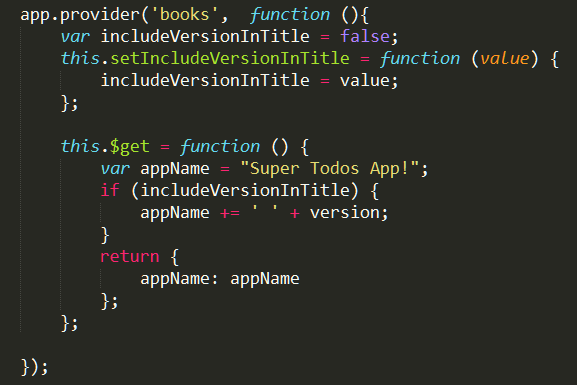 app.provider('books',  function (){
    var includeVersionInTitle = false;
    this.setIncludeVersionInTitle = function (value) {
        includeVersionInTitle = value;
    };

    this.$get = function () {
        var appName = "Super Todos App!";
        if (includeVersionInTitle) {
            appName += ' ' + version;
        }
        return {
            appName: appName
        };
    };

});